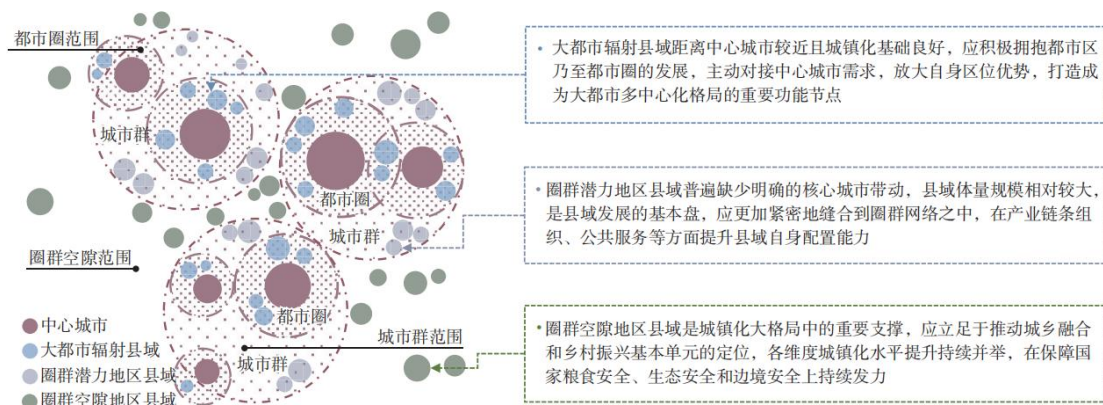 都市圈范围
城市群
都市圈
城市群
圈群空隙范围
都市圈
城市群范围
城市群
中心城市
大都市辐射县域
圈群潜力地区县域
圈群空隙地区县域
• 大都市辐射县域距离中心城市较近且城镇化基础良好，应积极拥抱都市区
乃至都市圈的发展，主动对接中心城市需求，放大自身区位优势，打造成
为大都市多中心化格局的重要功能节点
• 圈群潜力地区县域普遍缺少明确的核心城市带动，县域体量规模相对较大，
是县域发展的基本盘，应更加紧密地缝合到圈群网络之中，在产业链条组
织、公共服务等方面提升县域自身配置能力
• 圈群空隙地区县域是城镇化大格局中的重要支撑，应立足于推动城乡融合
和乡村振兴基本单元的定位，各维度城镇化水平提升持续并举，在保障国
家粮食安全、生态安全和边境安全上持续发力